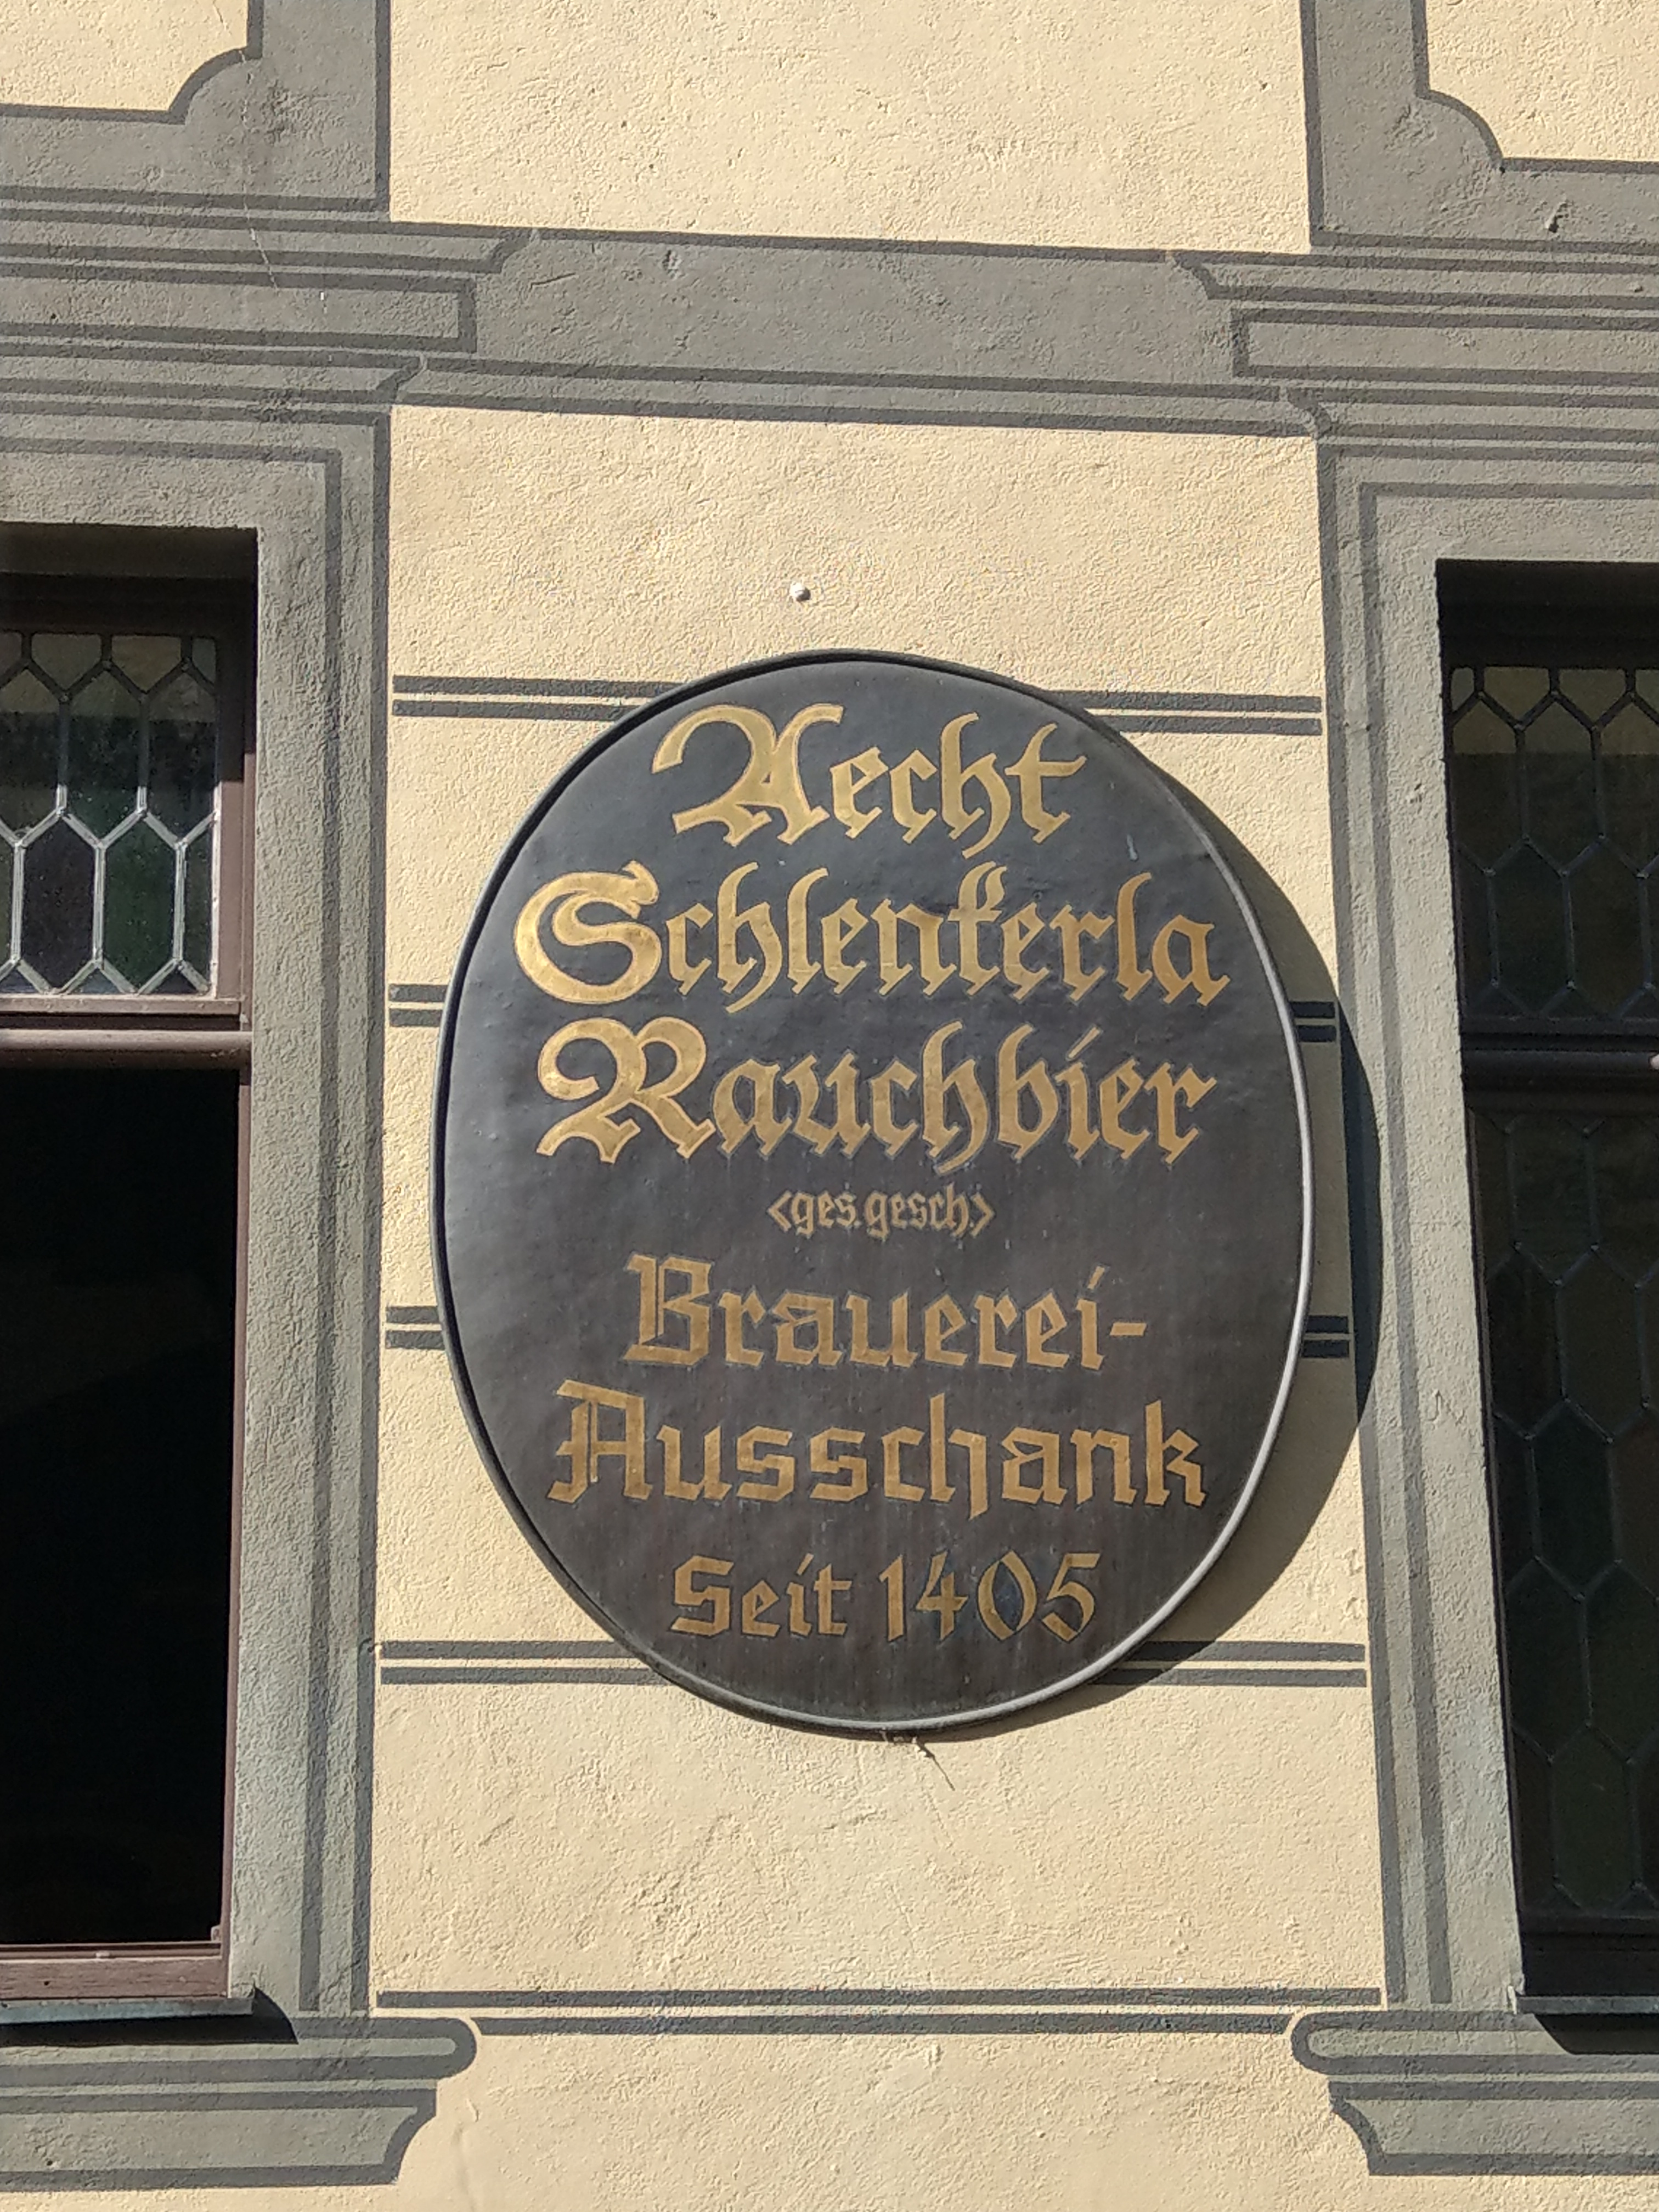 Aecht
Schlenkerla
Rauchbier
<ges.gesch.>
Brauerei-
Ausschank
Seit 1405